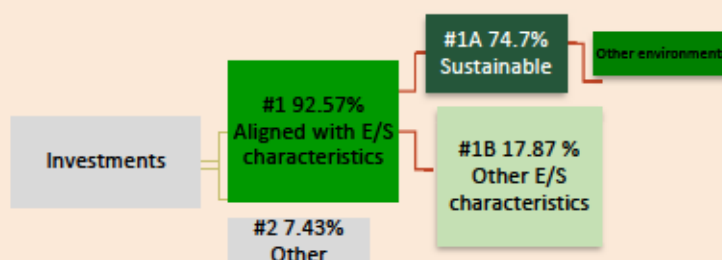 Investments
#1 92.57%
Aligned with E/S
characteristics
#2 7.43%
Other
#1A 74.7%
Sustainable
#1B 17.87 %
Other E/S
characteristics
Other environment